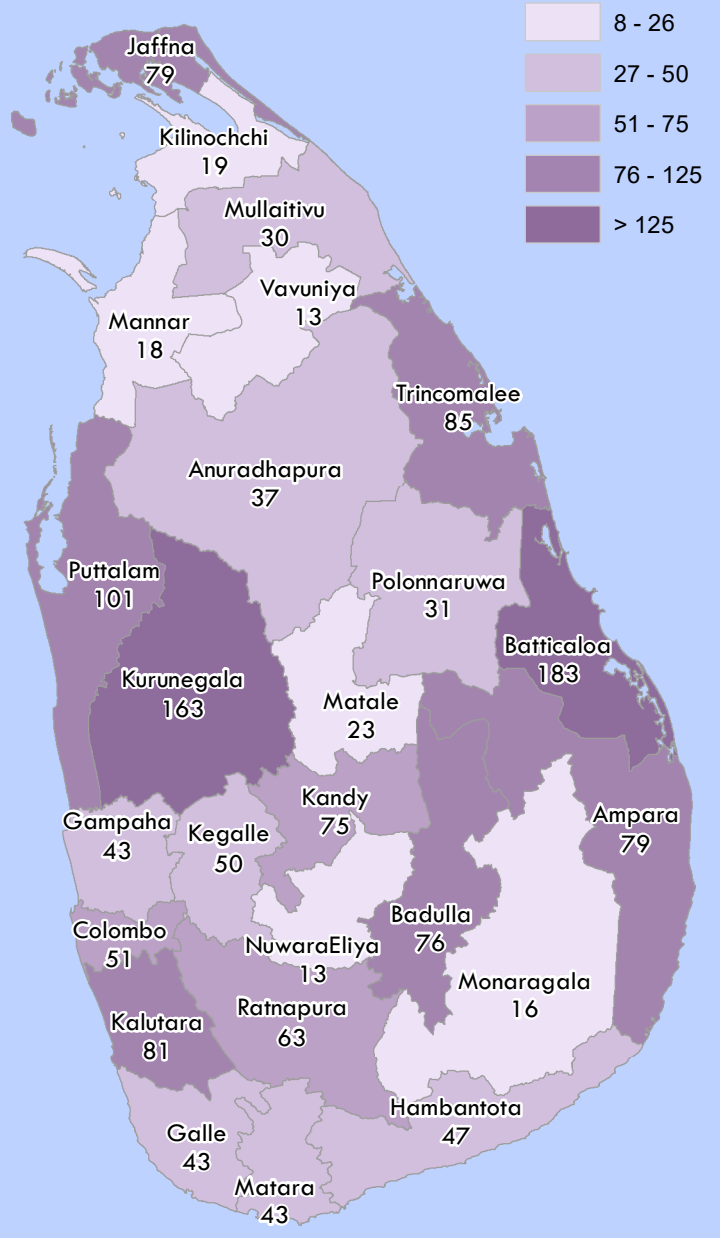 8 - 26
27 - 50
51 - 75
76 - 125
> 125
Jaffna
79
Kilinochchi
19
Mullaitivu
30
Vavuniya
13
Mannar
18
Trincomalee
85
Anuradhapura
37
Puttalam
101
Polonnaruwa
31
Batticaloa
183
Kurunegala
163
Matale
23
Kandy
75
Gampaha
43
Kegalle
50
Ampara
79
Badulla
76
Colombo
51
NuwaraEliya
13
Monaragala
16
Ratnapura
63
Kalutara
81
Hambantota
47
Galle
43
Matara
43